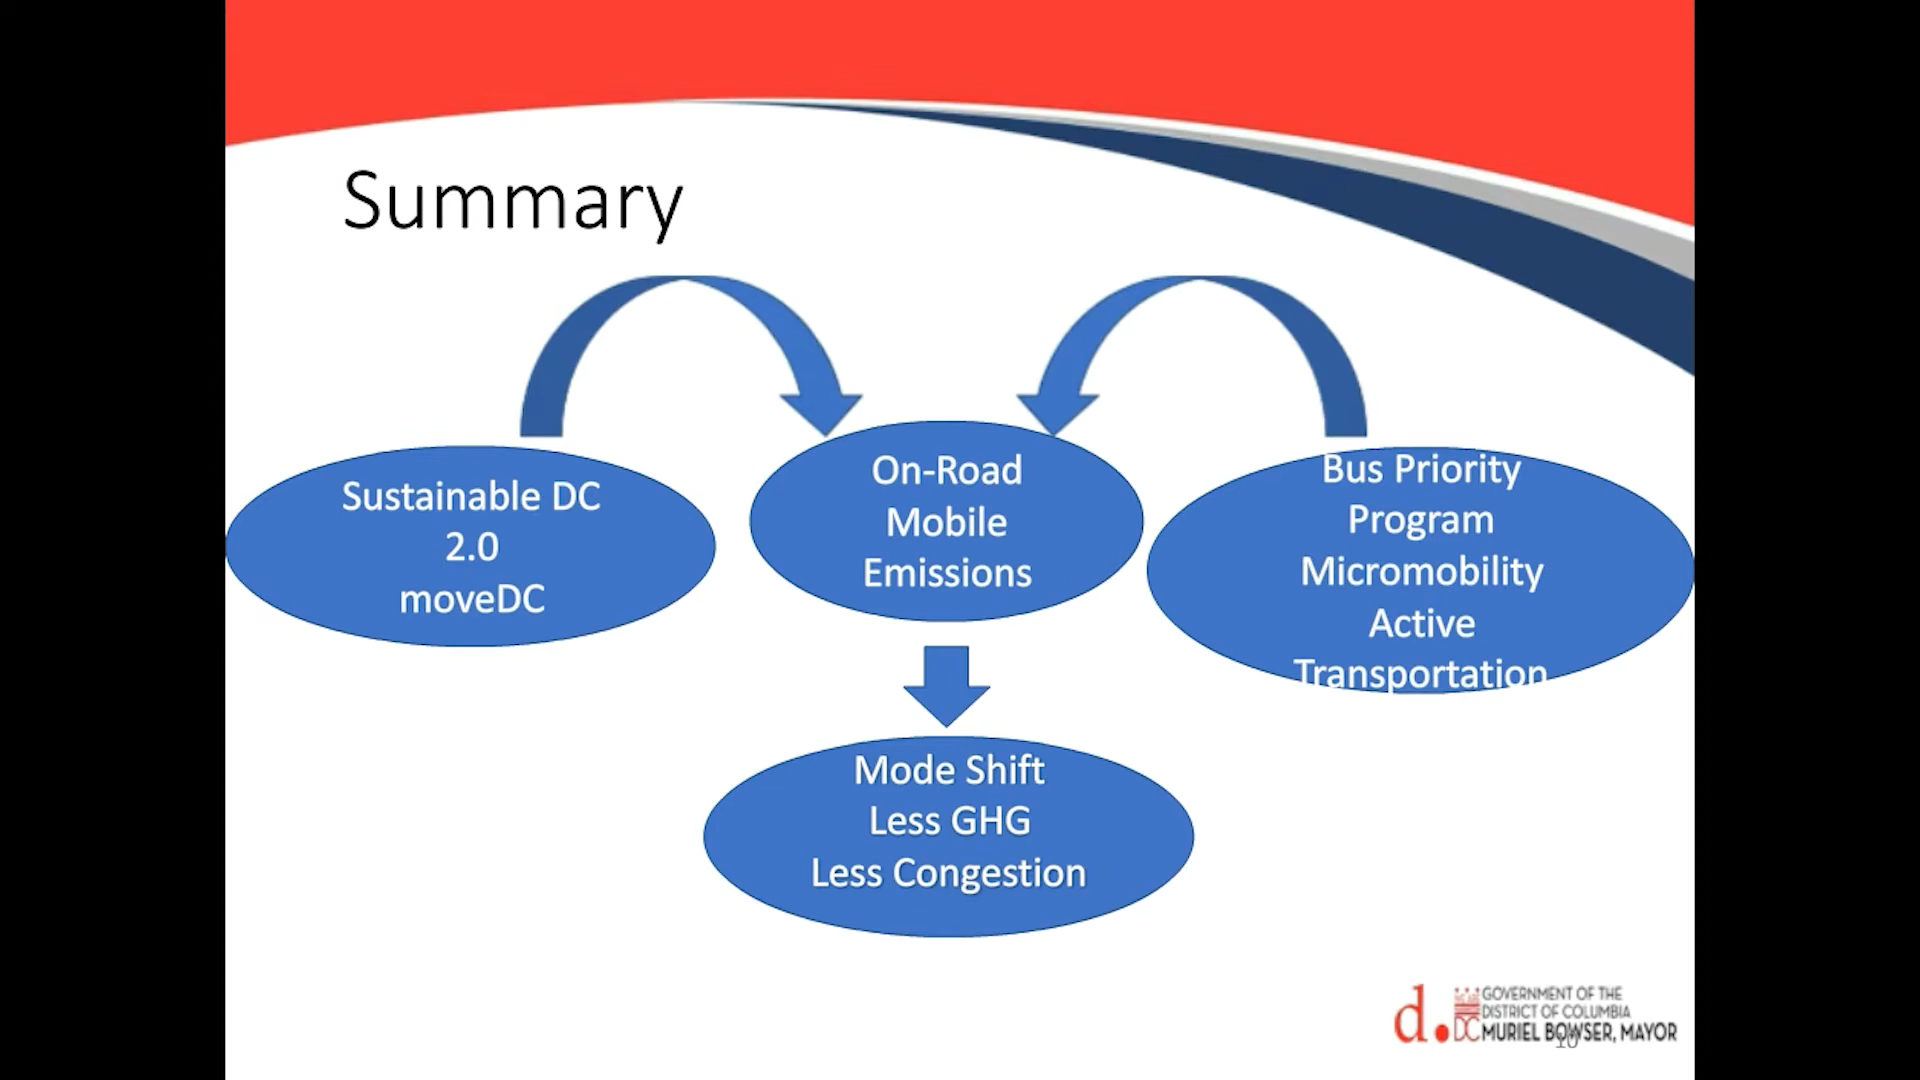 Summary
Sustainable DC
2.0
moveDC
On-Road
Mobile
Emissions
Bus Priority
Program
Micromobility
Active
Transportation
Mode Shift
Less GHG
Less Congestion
d.
DC
GOVERNMENT OF THE
DISTRICT OF COLUMBIA
MURIEL BOWSER, MAYOR
10